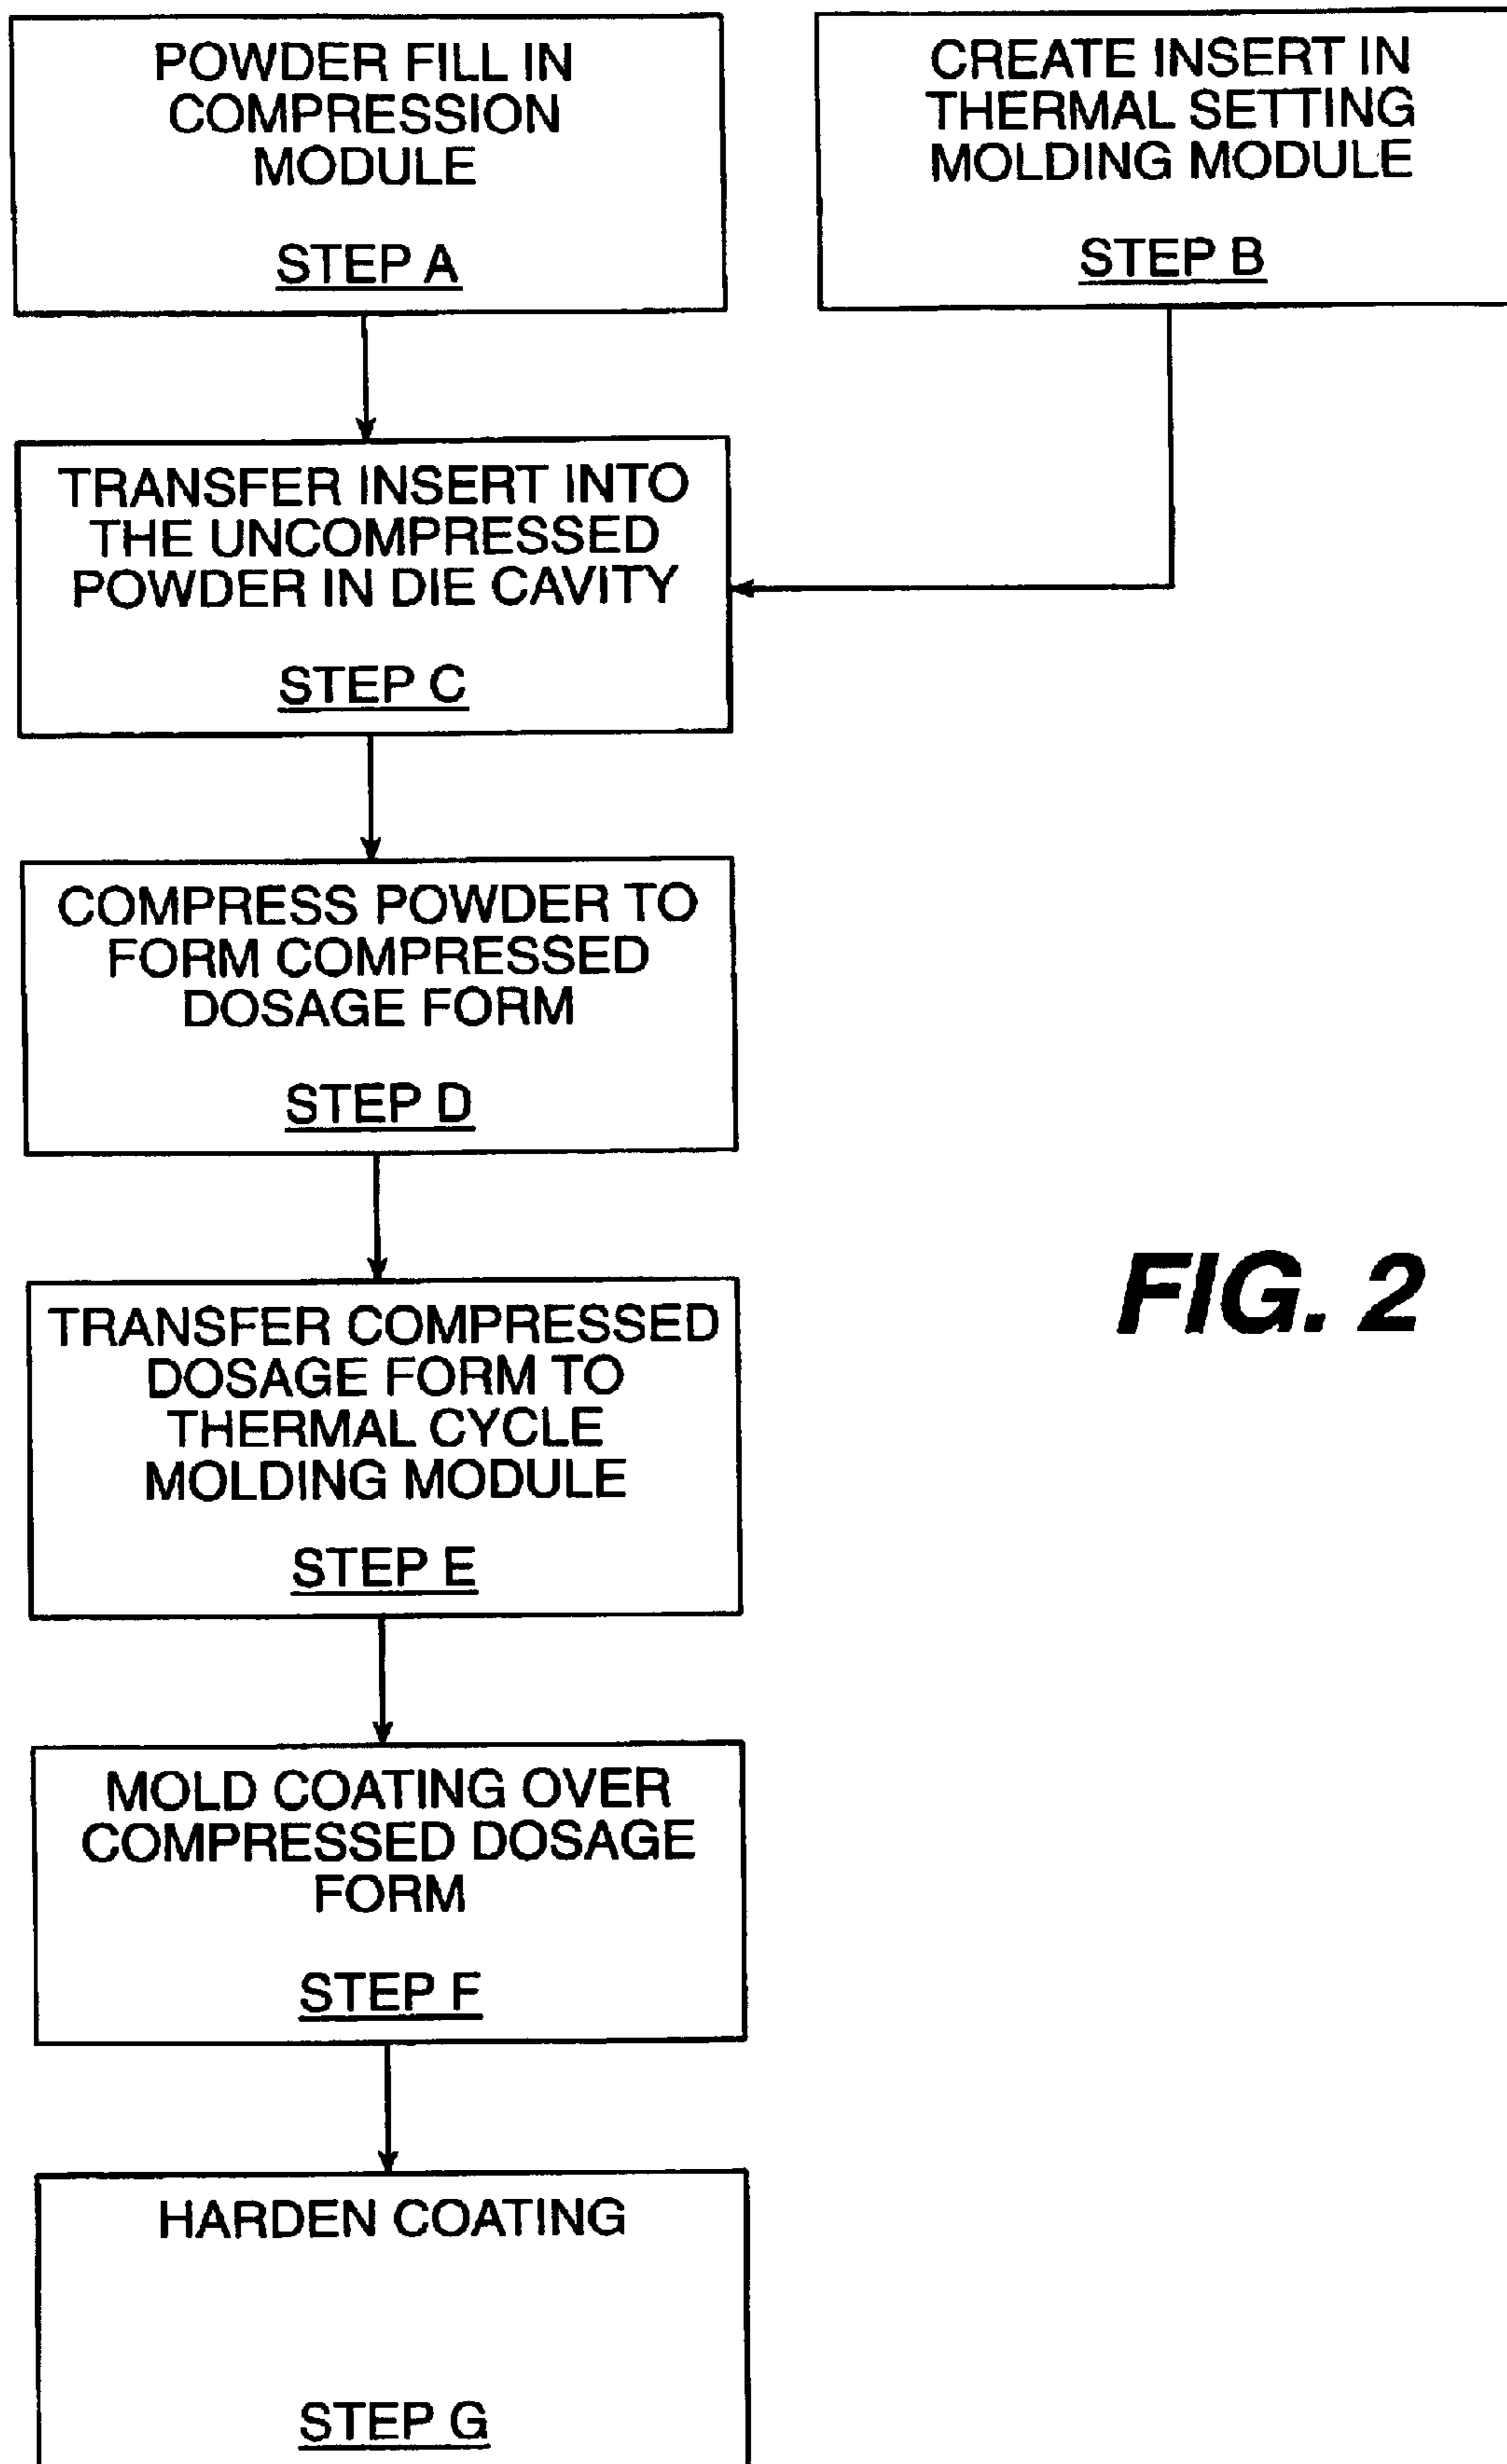 POWDER FILL IN
COMPRESSION
MODULE
STEP A
CREATE INSERT IN
THERMAL SETTING
MOLDING MODULE
STEP B
TRANSFER INSERT INTO
THE UNCOMPRESSED
POWDER IN DIE CAVITY
STEP C
COMPRESS POWDER TO
FORM COMPRESSED
DOSAGE FORM
STEP D
TRANSFER COMPRESSED
DOSAGE FORM TO
THERMAL CYCLE
MOLDING MODULE
STEP E
FIG. 2
MOLD COATING OVER
COMPRESSED DOSAGE
FORM
STEP F
HARDEN COATING
STEP G